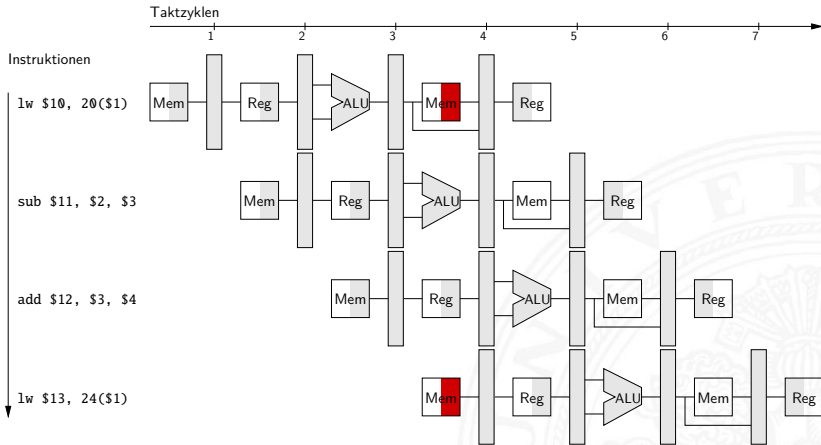 Taktzyklen
1 2 3 4 5 6 7
Instruktionen
lw $10, 20($1) Mem Reg ALU Mem Reg
sub $11, $2, $3 Mem Reg ALU Mem Reg
add $12, $3, $4 Mem Reg ALU Mem Reg
lw $13, 24($1) Mem Reg ALU Mem Reg